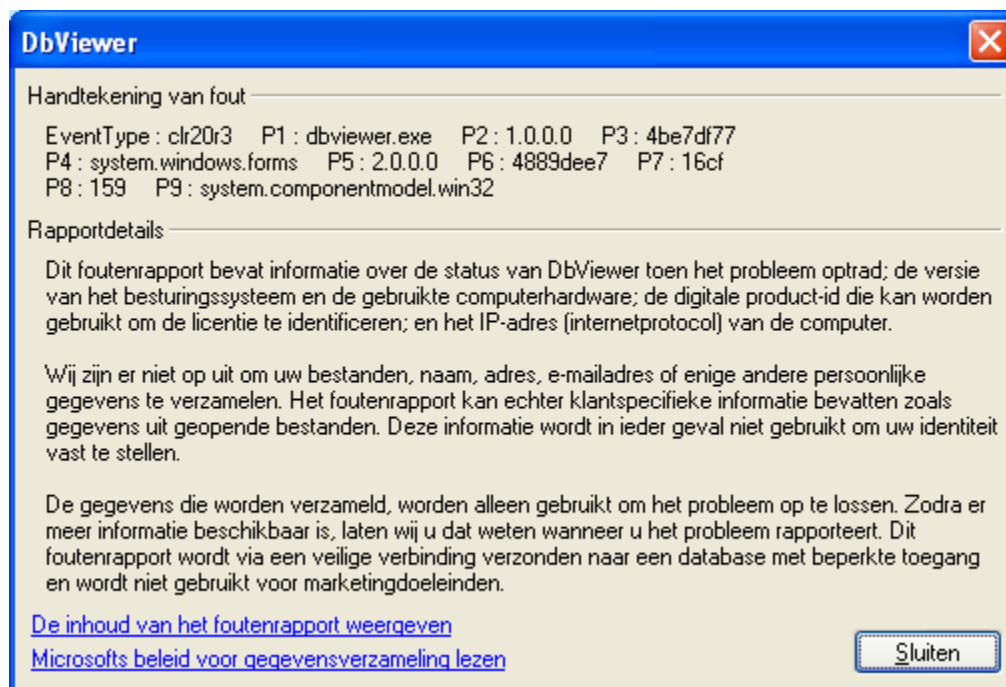 DbViewer
Handtekening van fout
EventType : clr20r3    P1 : dbviewer.exe    P2 : 1.0.0.0    P3 : 4be7df77
P4 : system.windows.forms    P5 : 2.0.0.0    P6 : 4889dee7    P7 : 16cf
P8 : 159    P9 : system.componentmodel.win32
Rapportdetails
Dit foutenrapport bevat informatie over de status van DbViewer toen het probleem optrad; de versie
van het besturingssysteem en de gebruikte computerhardware; de digitale product-id die kan worden
gebruikt om de licentie te identificeren; en het IP-adres (internetprotocol) van de computer.
Wij zijn er niet op uit om uw bestanden, naam, adres, e-mailadres of enige andere persoonlijke
gegevens te verzamelen. Het foutenrapport kan echter klantspecifieke informatie bevatten zoals
gegevens uit geopende bestanden. Deze informatie wordt in ieder geval niet gebruikt om uw identiteit
vast te stellen.
De gegevens die worden verzameld, worden alleen gebruikt om het probleem op te lossen. Zodra er
meer informatie beschikbaar is, laten wij u dat weten wanneer u het probleem rapporteert. Dit
foutenrapport wordt via een veilige verbinding verzonden naar een database met beperkte toegang
en wordt niet gebruikt voor marketingdoeleinden.
De inhoud van het foutenrapport weergeven
Microsofts beleid voor gegevensverzameling lezen
Sluiten